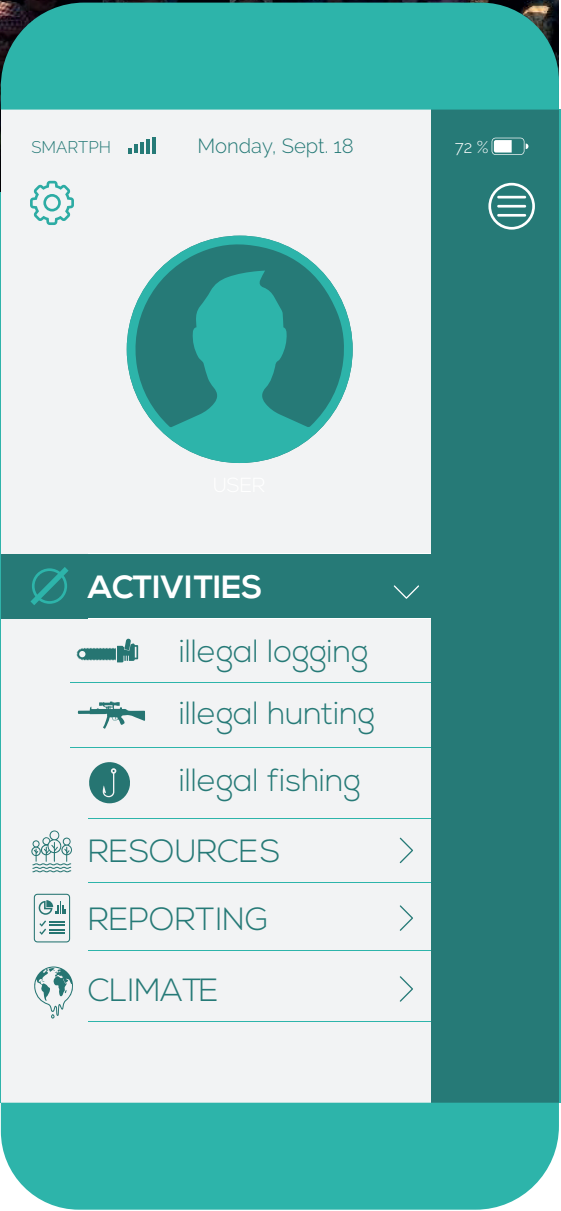 SMARTPH Monday, Sept. 18 72 %
USER
ACTIVITIES
illegal logging
illegal hunting
illegal fishing
RESOURCES
REPORTING
CLIMATE